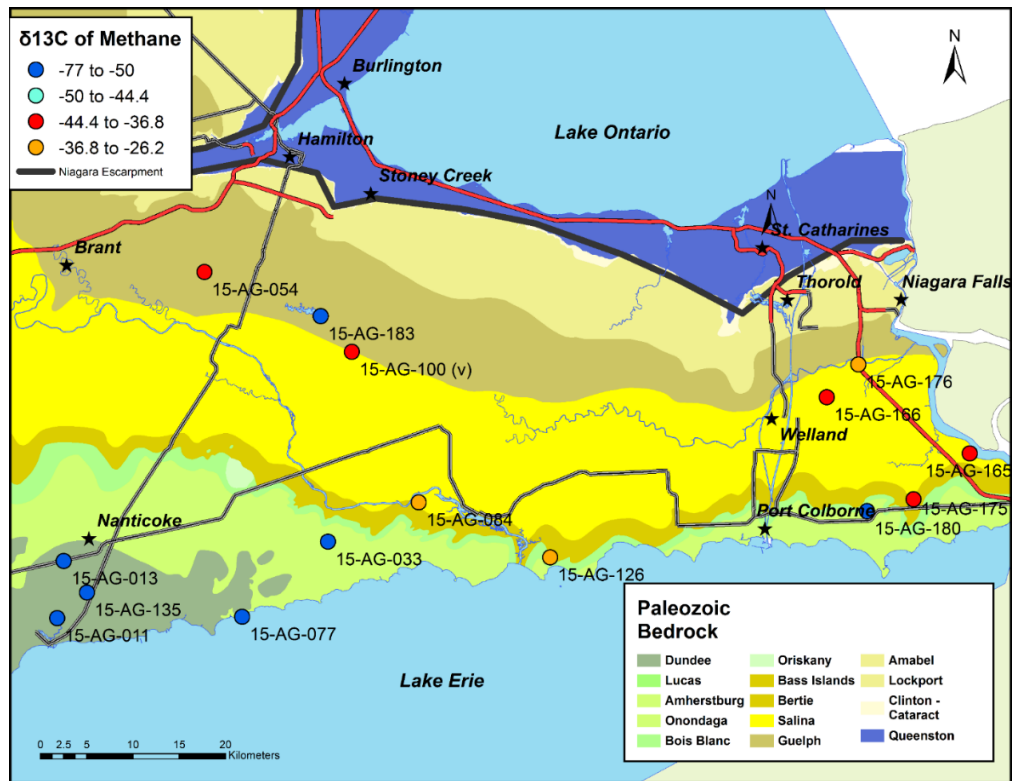 δ13C of Methane
-77 to -50
-50 to -44.4
-44.4 to -36.8
-36.8 to -26.2
Niagara Escarpment
N
Burlington
Lake Ontario
Hamilton
Stoney Creek
N
St. Catharines
Brant
15-AG-054
Thorold
Niagara Falls
15-AG-183
15-AG-100 (v)
15-AG-176
15-AG-166
Welland
15-AG-165
15-AG-175
Nanticoke
15-AG-084
Port Colborne
15-AG-180
15-AG-033
15-AG-126
15-AG-013
15-AG-135
15-AG-011
15-AG-077
Lake Erie
Paleozoic
Bedrock
Dundee
Lucas
Amherstburg
Onondaga
Bois Blanc
Oriskany
Bass Islands
Bertie
Salina
Guelph
Amabel
Lockport
Clinton -
Cataract
Queenston
0 2.5 5 10 15 20
Kilometers